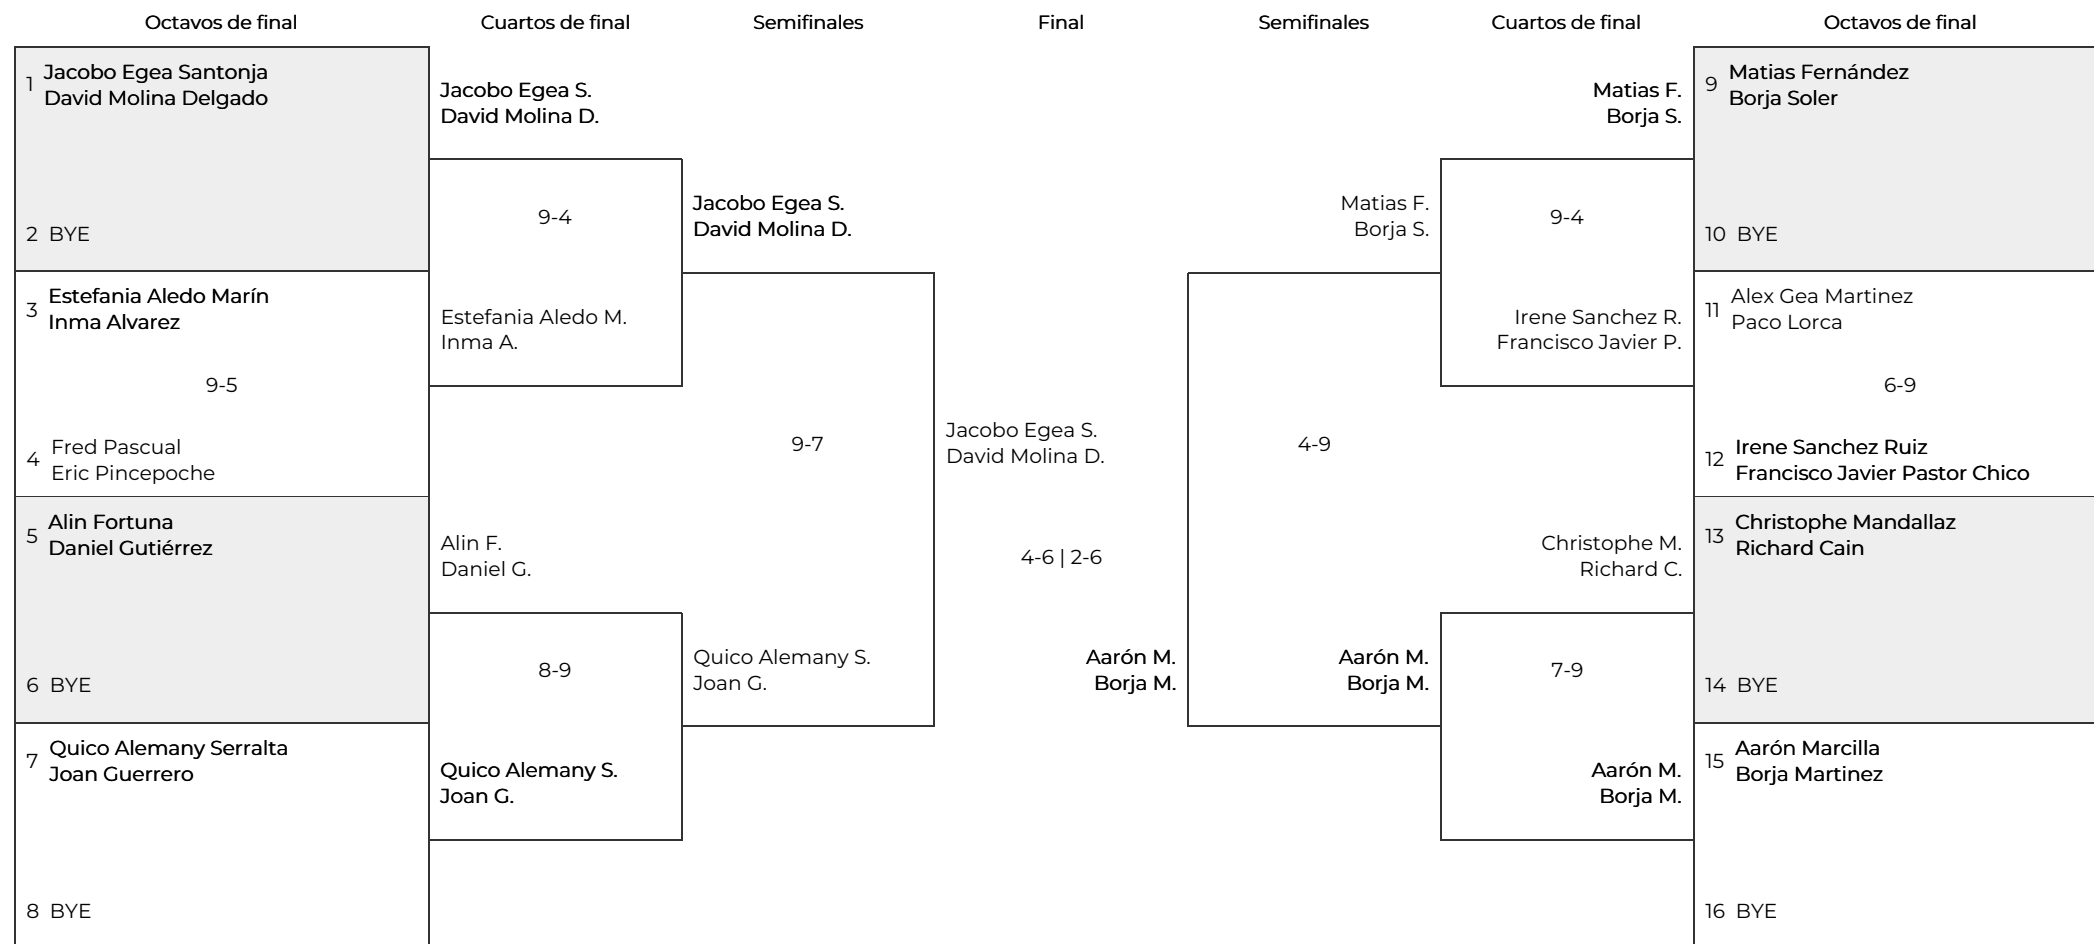 Octavos de final
Cuartos de final
Semifinales
Final
Semifinales
Cuartos de final
Octavos de final
1
Jacobo Egea Santonja
David Molina Delgado
2 BYE
3
Estefania Aledo Marín
Inma Alvarez
9-5
4
Fred Pascual
Eric Pincepoche
5
Alin Fortuna
Daniel Gutiérrez
6 BYE
7
Quico Alemany Serralta
Joan Guerrero
8 BYE
Jacobo Egea S.
David Molina D.
9-4
Estefania Aledo M.
Inma A.
Alin F.
Daniel G.
8-9
Quico Alemany S.
Joan G.
Jacobo Egea S.
David Molina D.
9-7
Quico Alemany S.
Joan G.
Jacobo Egea S.
David Molina D.
4-6 | 2-6
Aarón M.
Borja M.
Matias F.
Borja S.
4-9
Aarón M.
Borja M.
Matias F.
Borja S.
9-4
Irene Sanchez R.
Francisco Javier P.
Christophe M.
Richard C.
7-9
Aarón M.
Borja M.
9
Matias Fernández
Borja Soler
10 BYE
11
Alex Gea Martinez
Paco Lorca
6-9
12
Irene Sanchez Ruiz
Francisco Javier Pastor Chico
13
Christophe Mandallaz
Richard Cain
14 BYE
15
Aarón Marcilla
Borja Martinez
16 BYE